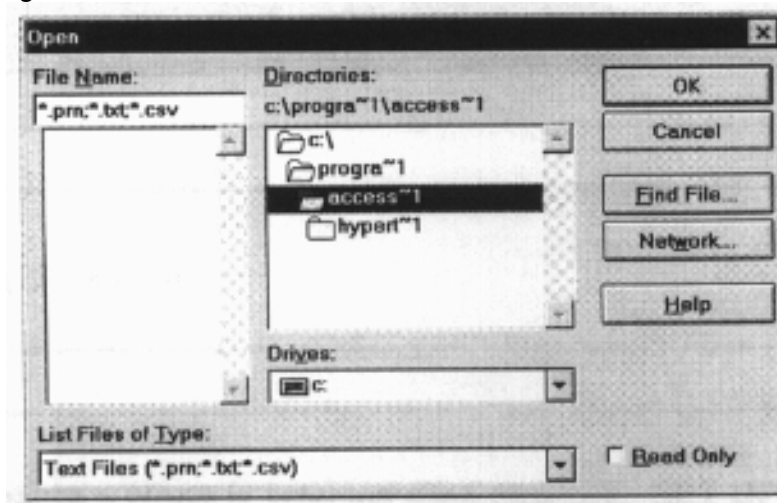 Open
File Name:
*.prn;*.txt;*.csv
Directories:
c:\progra~1\access~1
c:\
progra~1
access~1
hypert~1
Drives:
c:
List Files of Type:
Text Files (*.prn;*.txt;*.csv)
OK
Cancel
Find File...
Network...
Help
Read Only